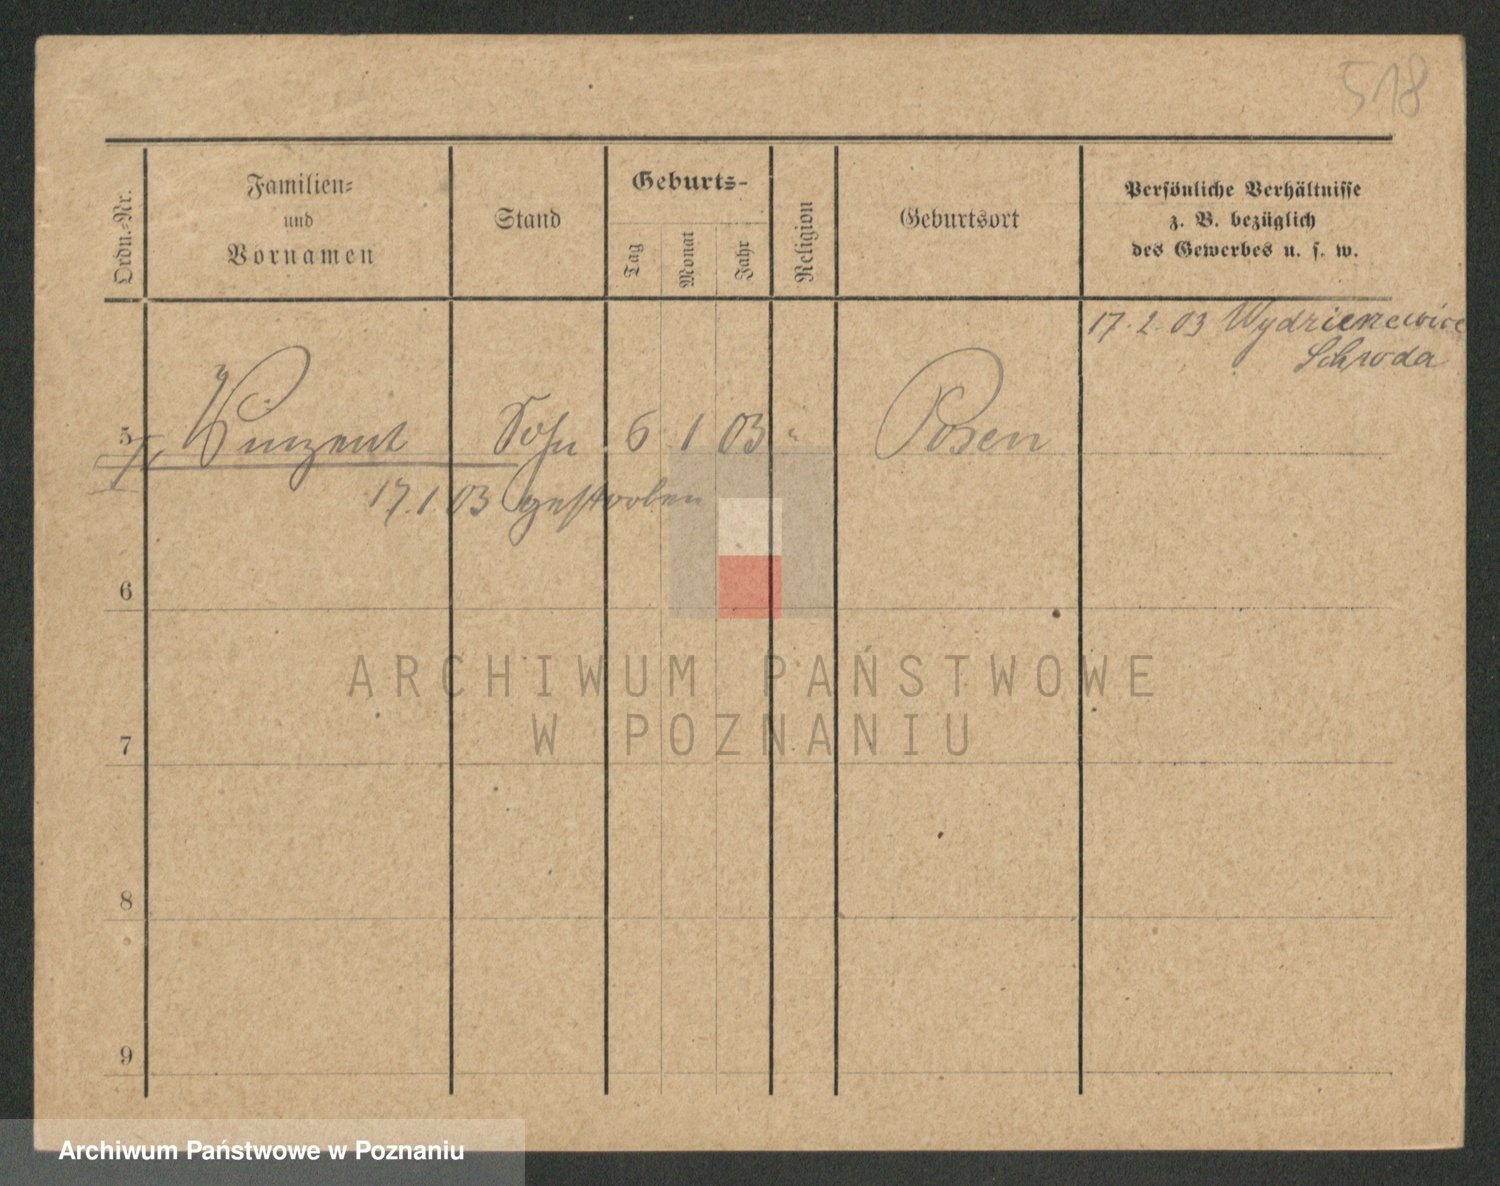 518
Ordn.-Nr.
Familien-
und
Vornamen
Stand
Geburts-
Tag
Monat
Jahr
Religion
Geburtsort
Persönliche Verhältnisse
z. B. bezüglich
des Gewerbes u. s. w.
17. 2. 03
Schroda
5 Vinzent Sohn 6 1 03 " Posen
17. 1 03 gestorben
6
ARCHIWUM PAŃSTWOWE
W POZNANIU
7
8
9
Archiwum Państwowe w Poznaniu